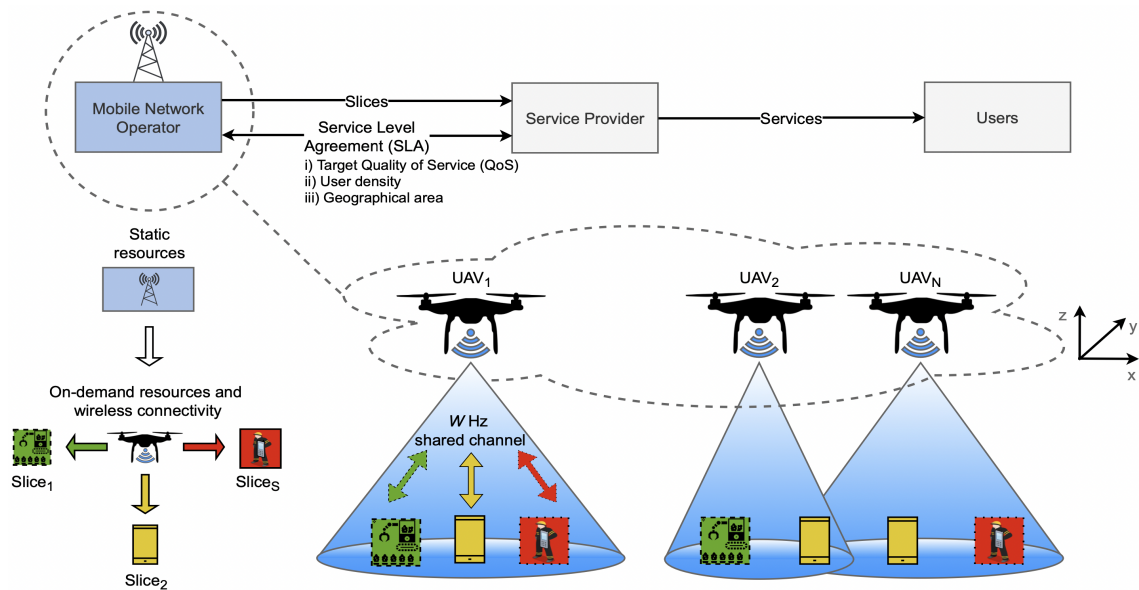 Mobile Network
Operator
Slices
Service Level
Agreement (SLA)
i) Target Quality of Service (QoS)
ii) User density
iii) Geographical area
Service Provider
Services
Users
Static
resources
On-demand resources and
wireless connectivity
Slice₁
Sliceₛ
Slice₂
UAV₁
UAV₂
UAV_N
W Hz
shared channel
z
y
x